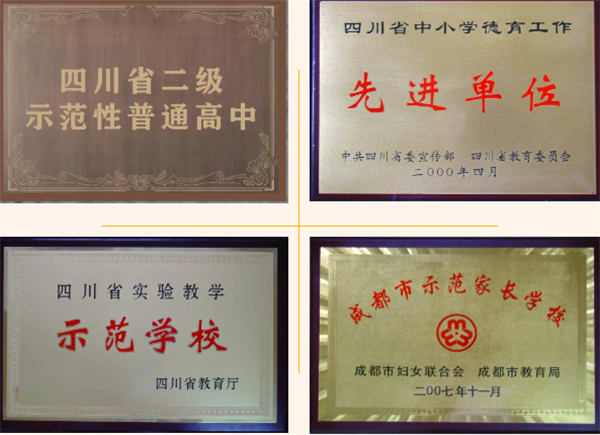 四川省二级
示范性普通高中
四川省中小学德育工作
先进单位
中共四川省委宣传部 四川省教育委员会
二000年四月
四川省实验教学
示范学校
四川省教育厅
成都市示范家长学校
成都市妇女联合会 成都市教育局
二00七年十一月